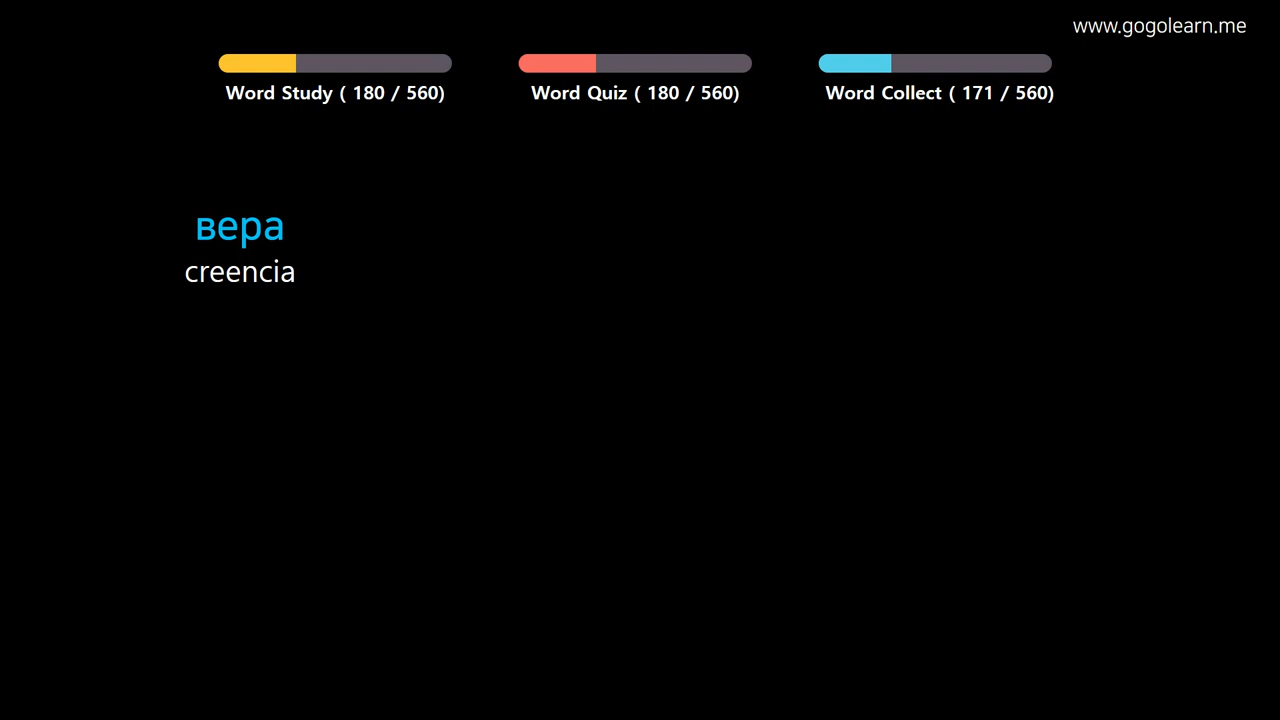 www.gogolearn.me
Word Study ( 180 / 560)
Word Quiz ( 180 / 560)
Word Collect ( 171 / 560)
вера
creencia